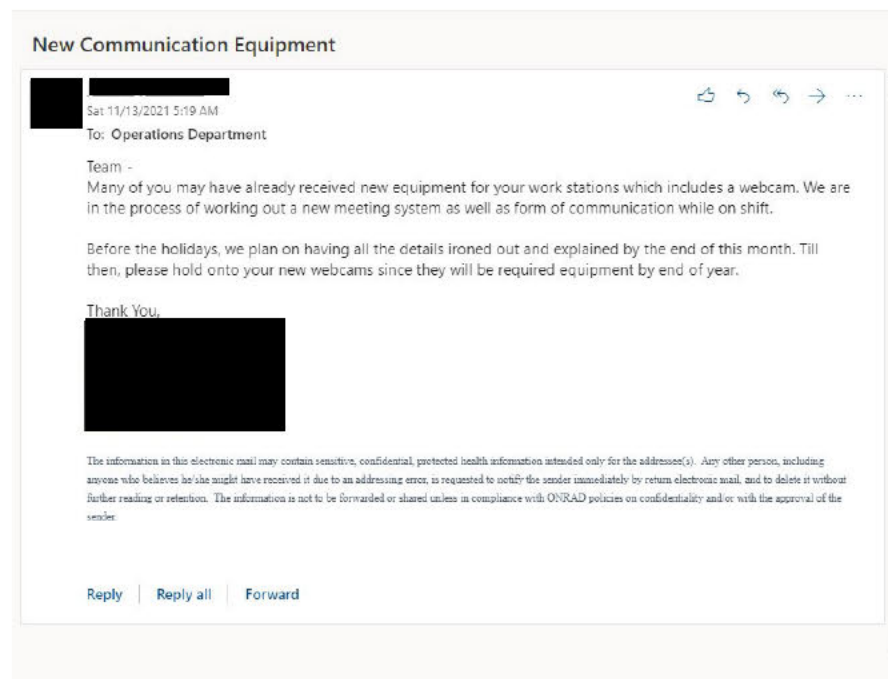 New Communication Equipment
Sat 11/13/2021 5:19 AM
To: Operations Department
Team -
Many of you may have already received new equipment for your work stations which includes a webcam. We are
in the process of working out a new meeting system as well as form of communication while on shift.
Before the holidays, we plan on having all the details ironed out and explained by the end of this month. Till
then, please hold onto your new webcams since they will be required equipment by end of year.
Thank You,
The information in this electronic mail may contain sensitive, confidential, protected health information intended only for the addressee(s). Any other person, including
anyone who believes he/she might have received it due to an addressing error, is requested to notify the sender immediately by return electronic mail, and to delete it without
further reading or retention. The information is not to be forwarded or shared unless in compliance with ONRAD policies on confidentiality and/or with the approval of the
sender.
Reply Reply all Forward